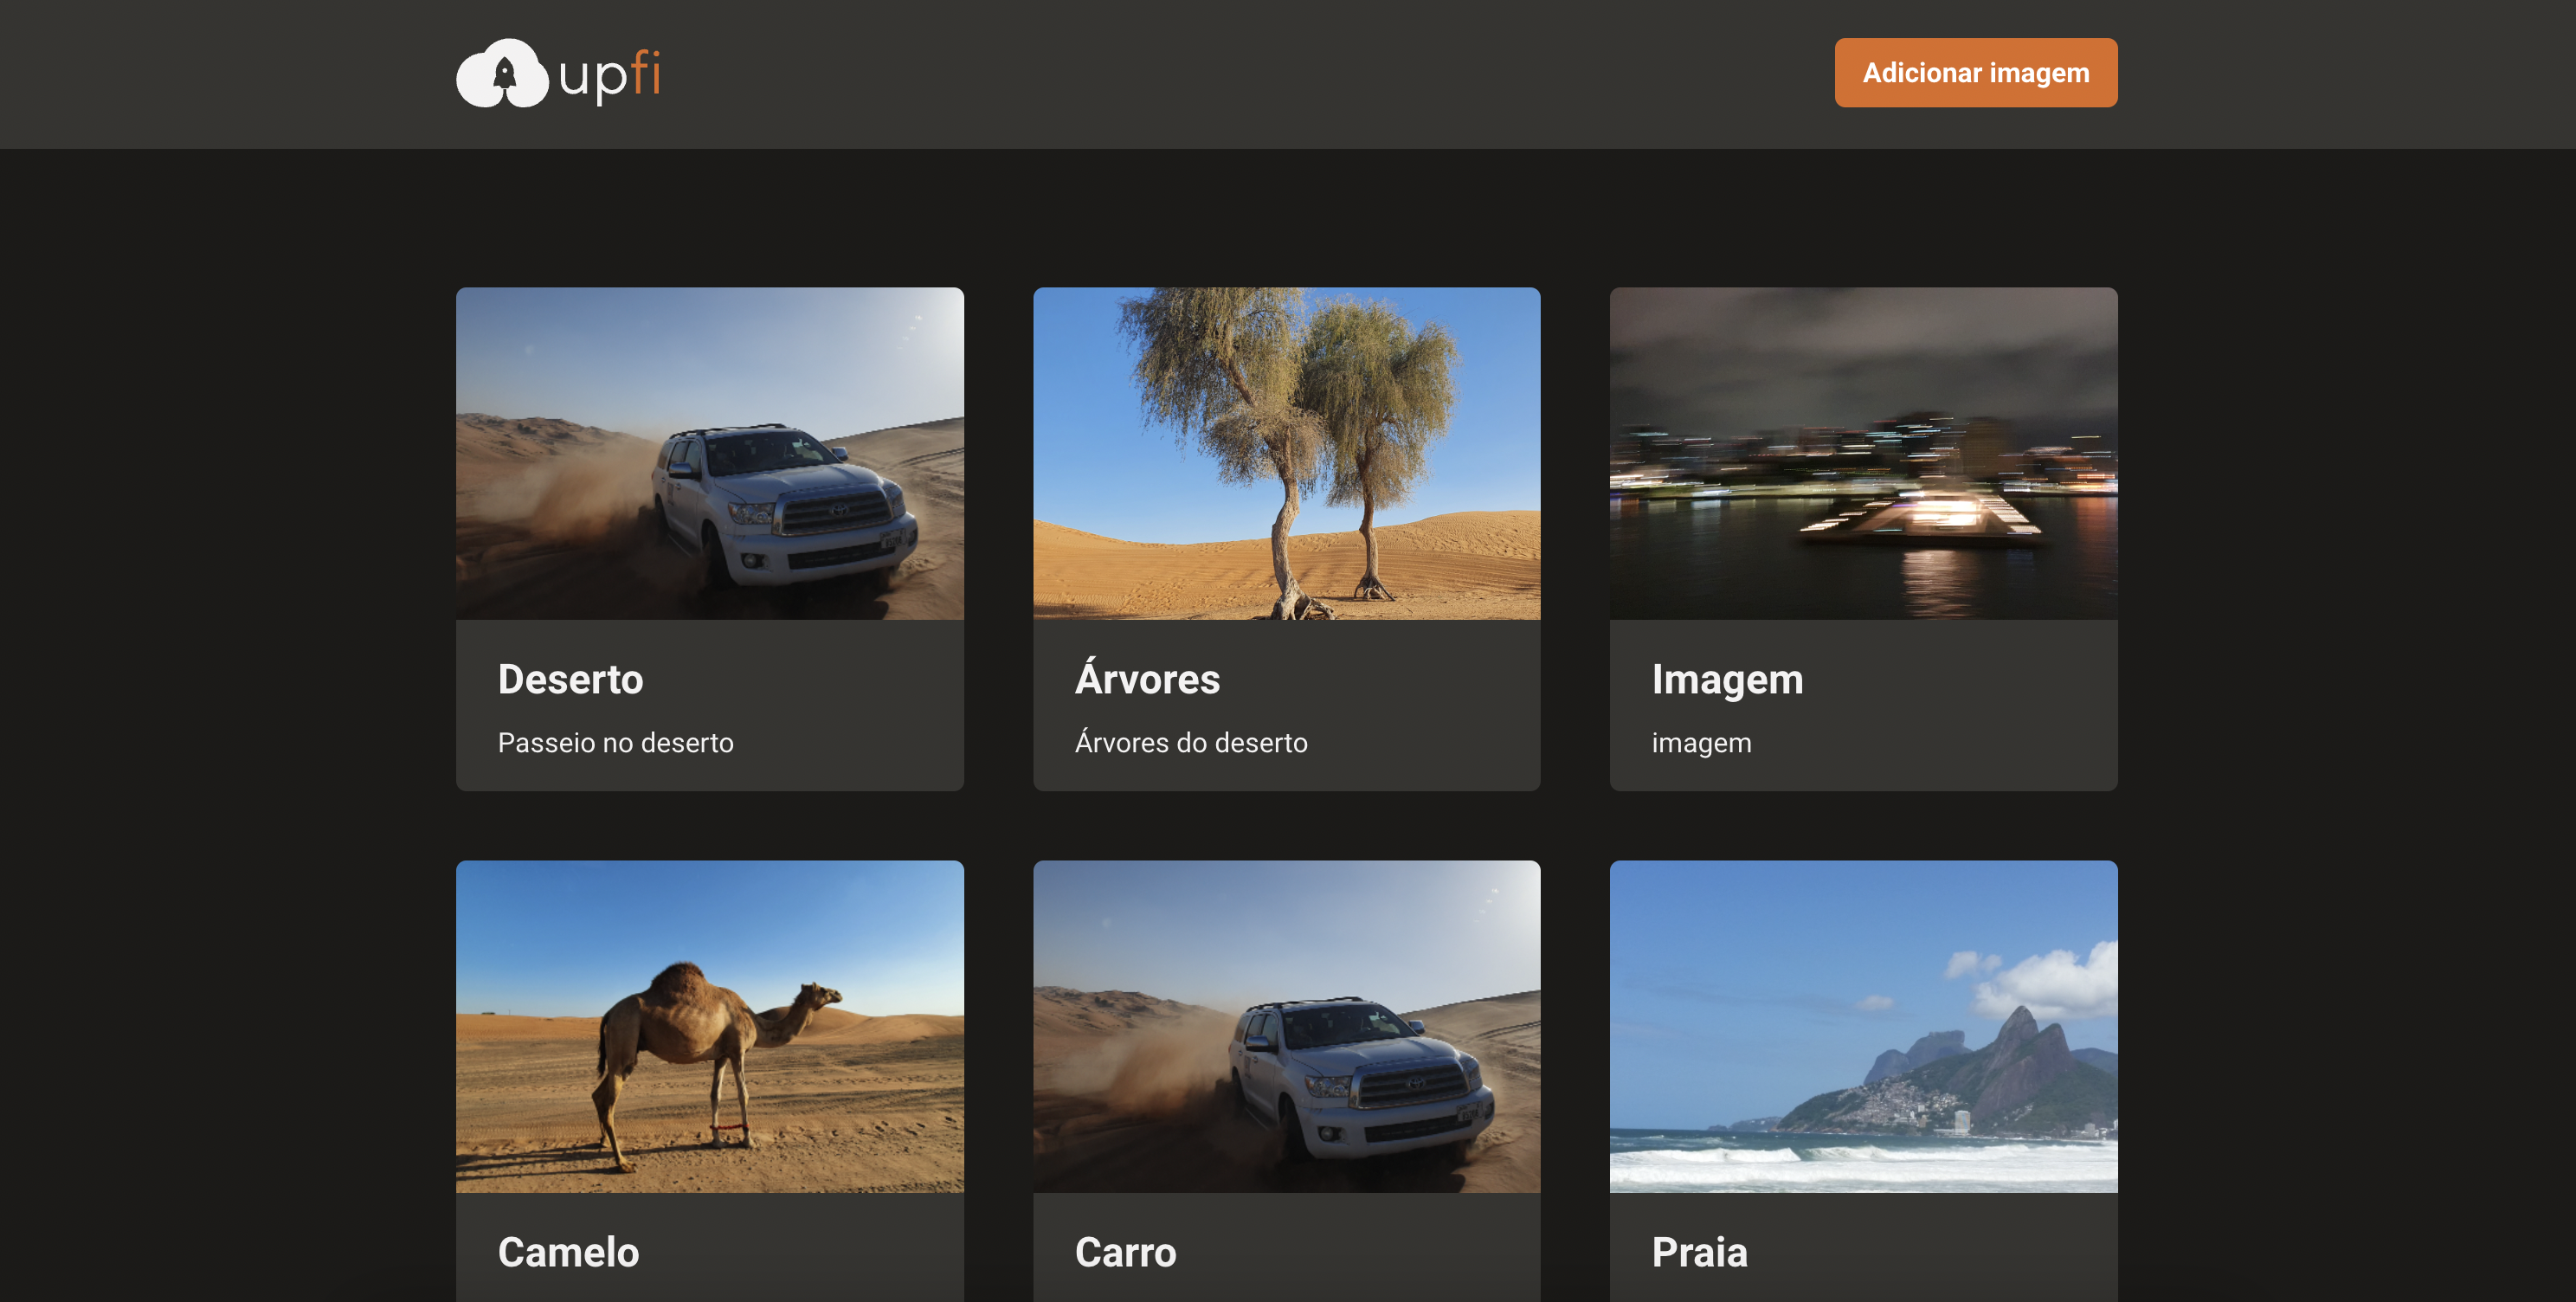 upfi
Adicionar imagem
Deserto
Passeio no deserto
Árvores
Árvores do deserto
Imagem
imagem
Camelo
Carro
Praia